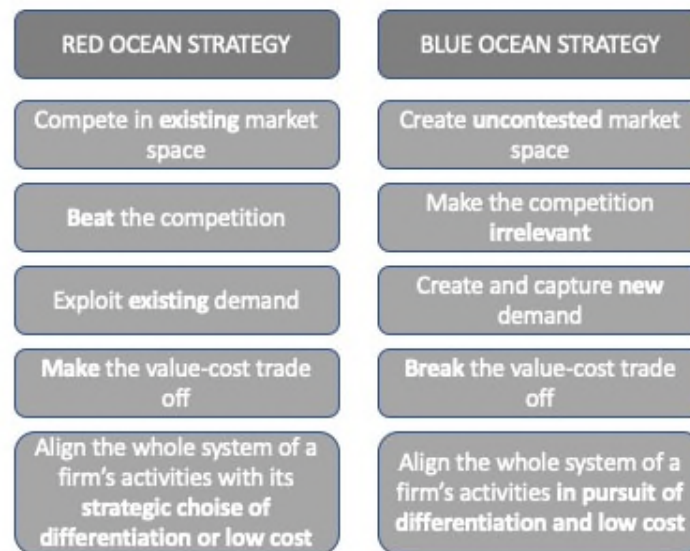 RED OCEAN STRATEGY
Compete in existing market
space
Beat the competition
Exploit existing demand
Make the value-cost trade
off
Align the whole system of a
firm's activities with its
strategic choise of
differentiation or low cost
BLUE OCEAN STRATEGY
Create uncontested market
space
Make the competition
irrelevant
Create and capture new
demand
Break the value-cost trade
off
Align the whole system of a
firm's activities in pursuit of
differentiation and low cost